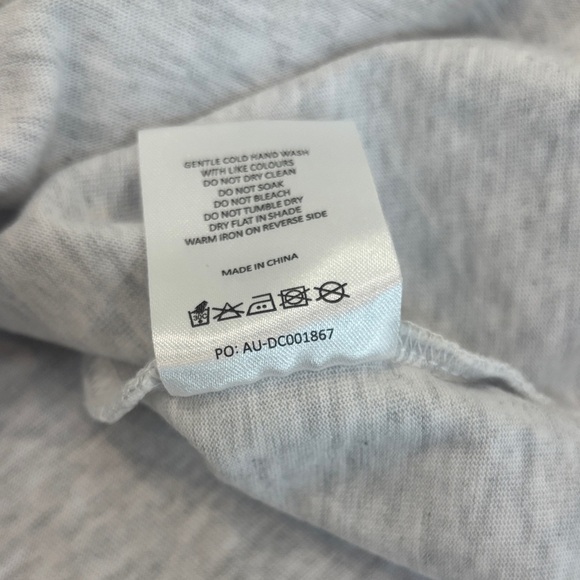 GENTLE COLD HAND WASH
WITH LIKE COLOURS
DO NOT DRY CLEAN
DO NOT SOAK
DO NOT BLEACH
DO NOT TUMBLE DRY
DRY FLAT IN SHADE
WARM IRON ON REVERSE SIDE
MADE IN CHINA
PO: AU-DC001867